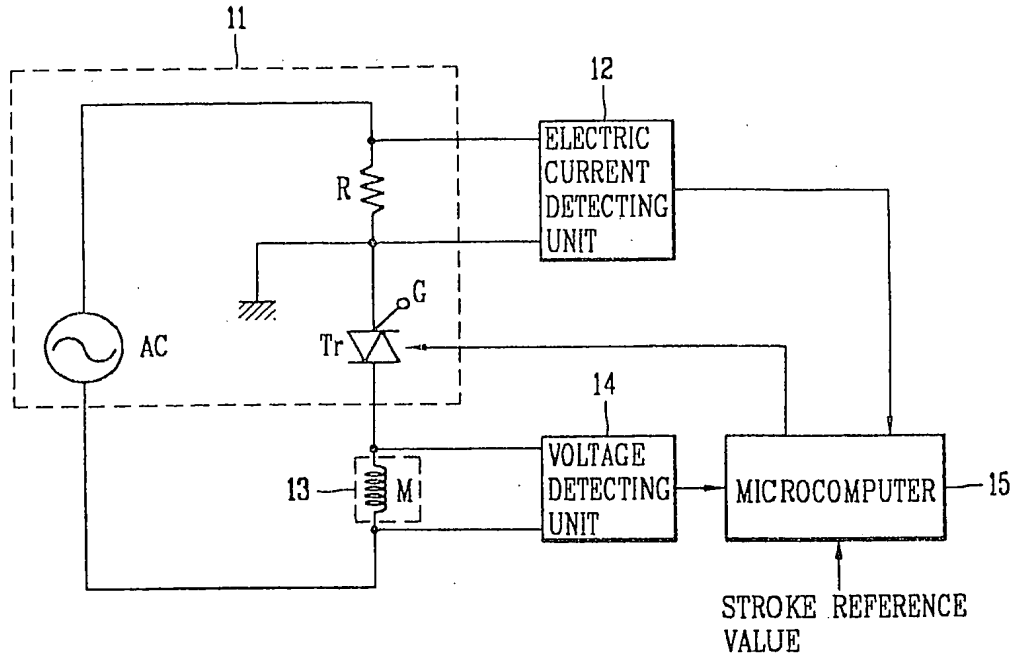 11
12
ELECTRIC
CURRENT
DETECTING
UNIT
R
G
Tr
AC
14
VOLTAGE
DETECTING
UNIT
13
M
MICROCOMPUTER
15
STROKE REFERENCE
VALUE